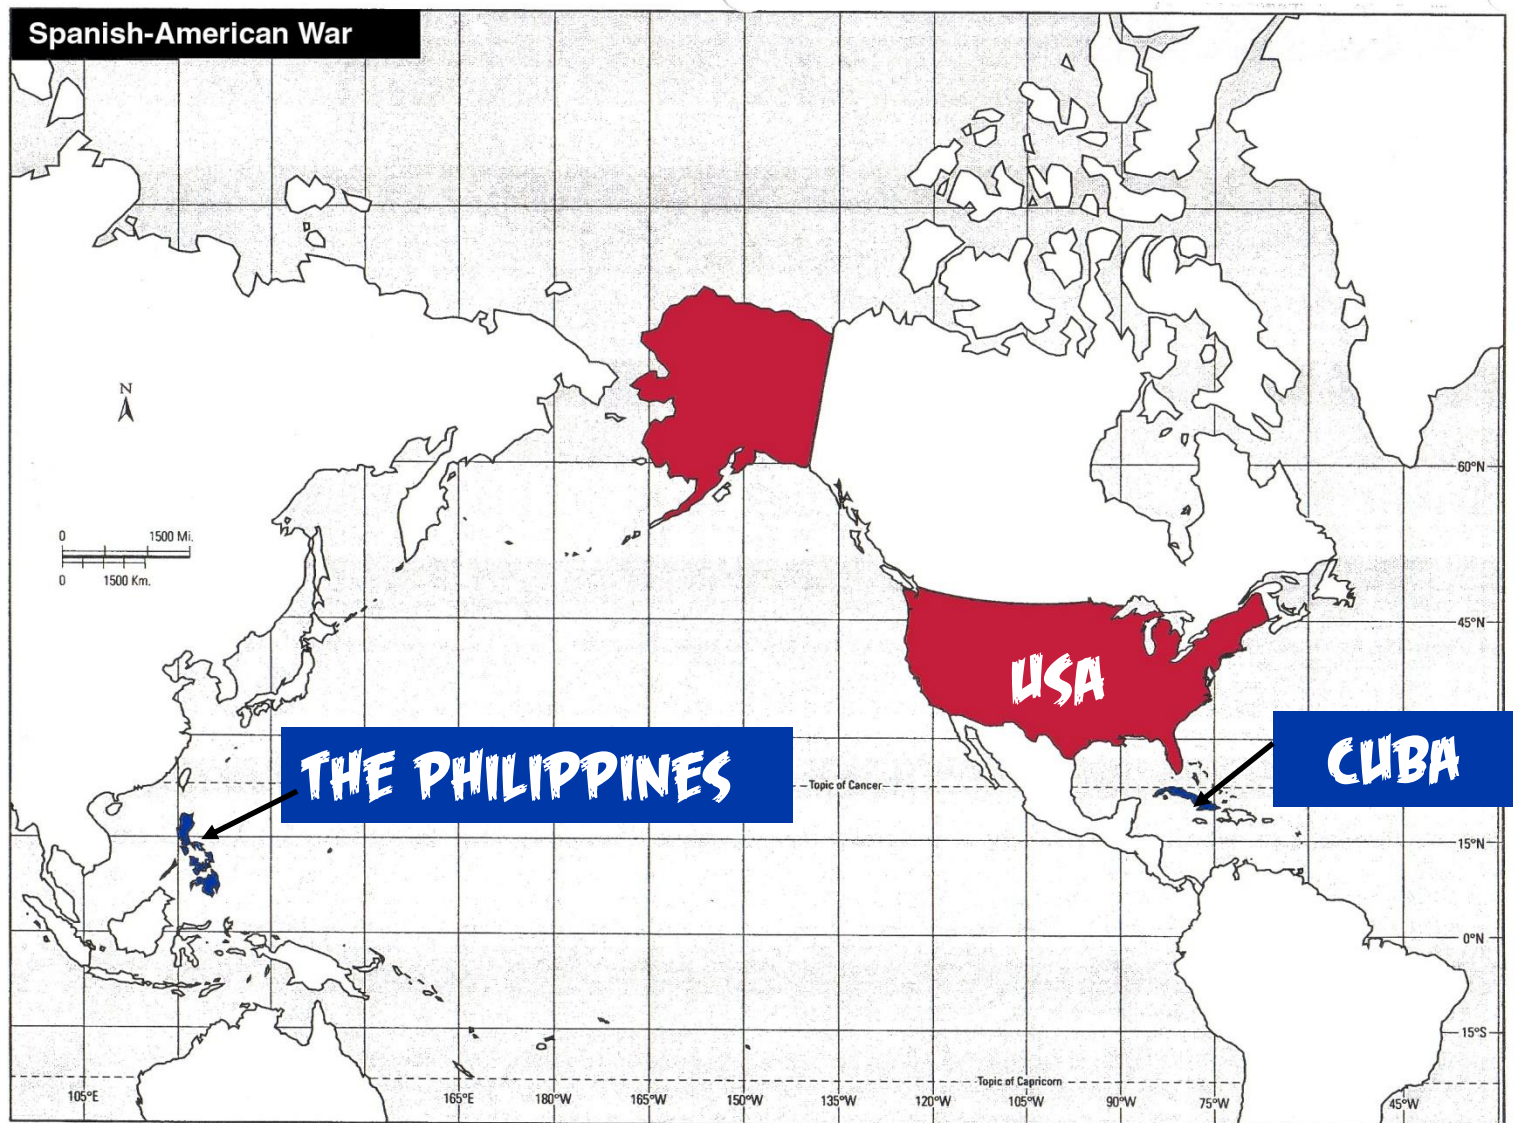 Spanish-American War
N
0 1500 Mi.
0 1500 Km.
60°N
45°N
USA
CUBA
THE PHILIPPINES
Topic of Cancer
15°N
0°N
15°S
Topic of Capricorn
105°E 165°E 180°W 165°W 150°W 135°W 120°W 105°W 90°W 75°W 45°W